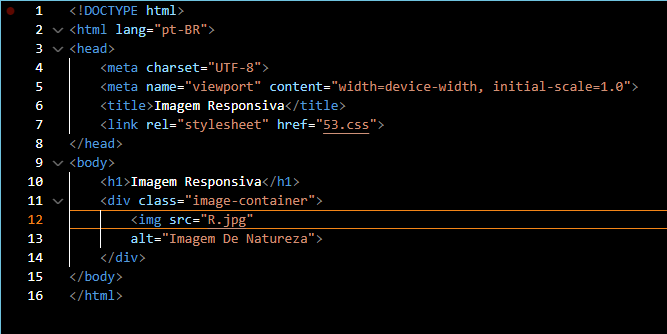 1 <!DOCTYPE html>
2 <html lang="pt-BR">
3 <head>
4 <meta charset="UTF-8">
5 <meta name="viewport" content="width=device-width, initial-scale=1.0">
6 <title>Imagem Responsiva</title>
7 <link rel="stylesheet" href="53.css">
8 </head>
9 <body>
10 <h1>Imagem Responsiva</h1>
11 <div class="image-container">
12 <img src="R.jpg"
13 alt="Imagem De Natureza">
14 </div>
15 </body>
16 </html>